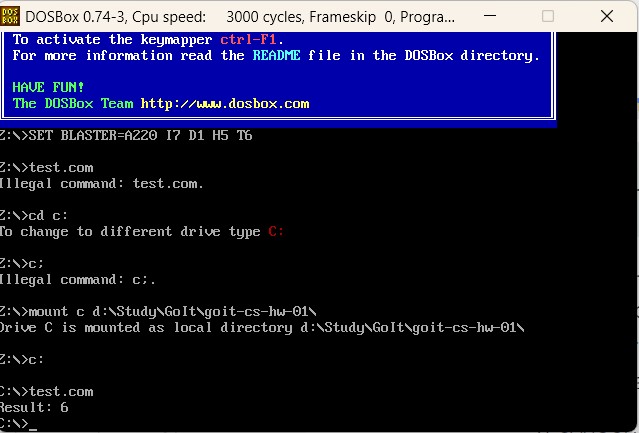 DOSBox 0.74-3, Cpu speed: 3000 cycles, Frameskip 0, Progra...
To activate the keymapper ctrl-F1.
For more information read the README file in the DOSBox directory.
HAVE FUN!
The DOSBox Team http://www.dosbox.com
Z:\>SET BLASTER=A220 I7 D1 H5 T6
Z:\>test.com
Illegal command: test.com.
Z:\>cd c:
To change to different drive type C:
Z:\>c;
Illegal command: c;.
Z:\>mount c d:\Study\GoIt\goit-cs-hw-01\
Drive C is mounted as local directory d:\Study\GoIt\goit-cs-hw-01\
Z:\>c:
C:\>test.com
Result: 6
C:\>_